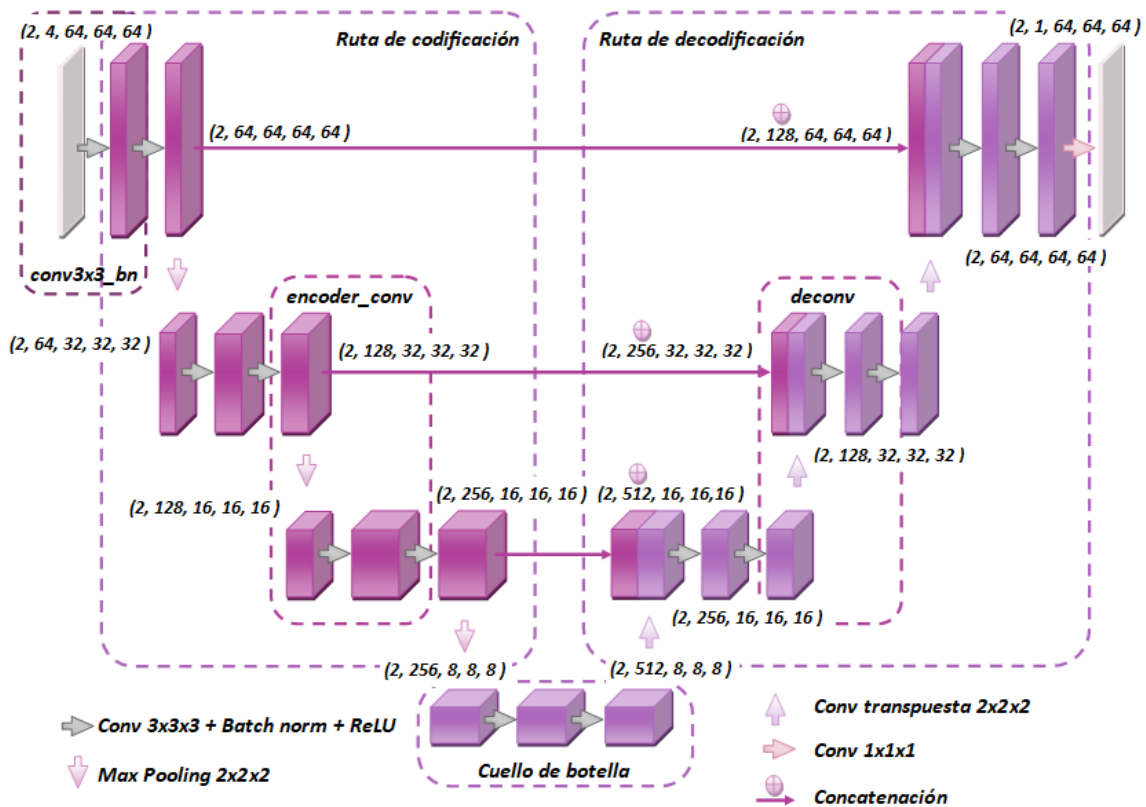 (2, 4, 64, 64, 64)
Ruta de codificación
Ruta de decodificación
(2, 1, 64, 64, 64)
(2, 64, 64, 64, 64 )
(2, 128, 64, 64, 64 )
conv3x3_bn
(2, 64, 64, 64, 64 )
encoder_conv
deconv
(2, 64, 32, 32, 32 )
(2, 128, 32, 32, 32 )
(2, 256, 32, 32, 32 )
(2, 128, 32, 32, 32 )
(2, 128, 16, 16, 16 )
(2, 256, 16, 16, 16 )
(2, 512, 16, 16,16 )
(2, 256, 16, 16, 16 )
(2, 256, 8, 8, 8 )
(2, 512, 8, 8, 8 )
Conv 3x3x3 + Batch norm + ReLU
Max Pooling 2x2x2
Cuello de botella
Conv transpuesta 2x2x2
Conv 1x1x1
Concatenación